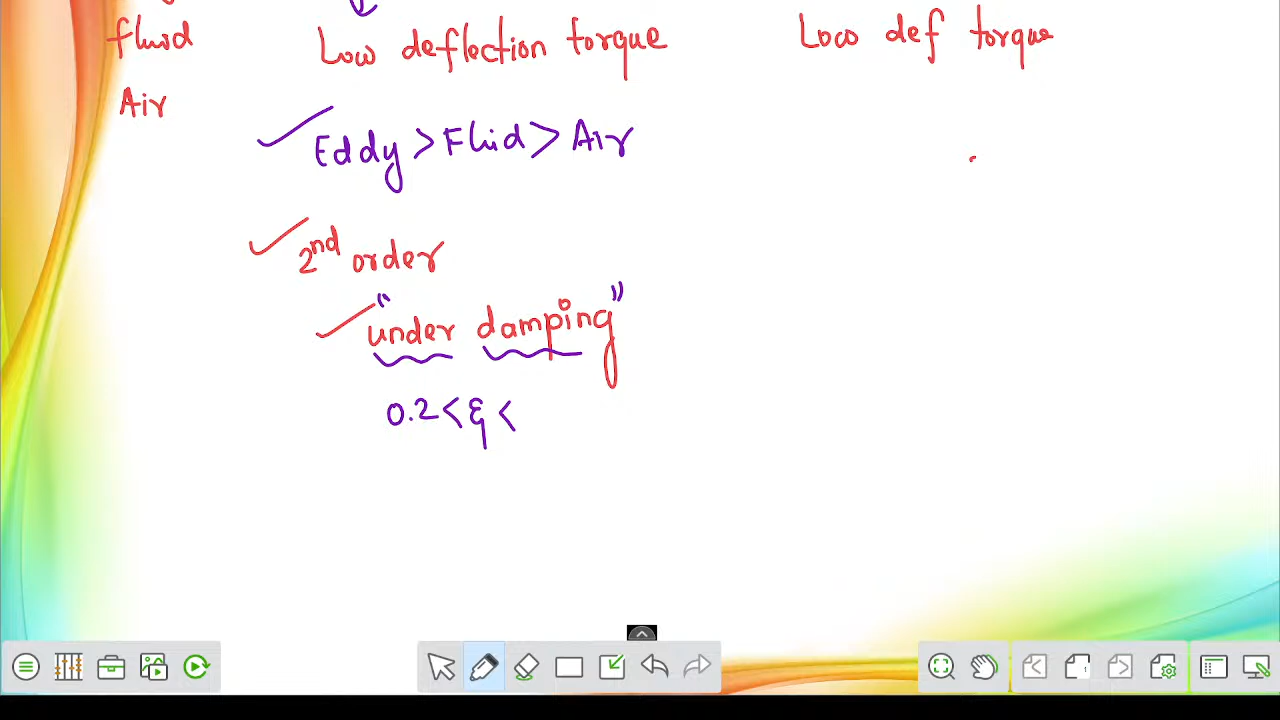 fluid
Low deflection torque
Low def torque
Air
Eddy > Fluid > Air
2nd order
"under damping"
0.2 < ξ <